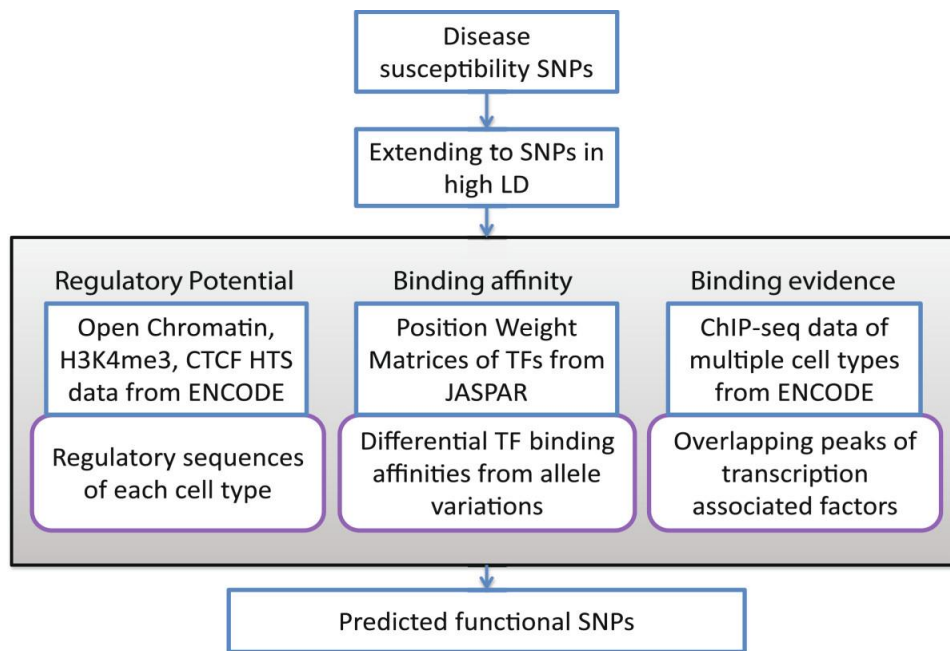 Disease
susceptibility SNPs
Extending to SNPs in
high LD
Regulatory Potential
Open Chromatin,
H3K4me3, CTCF HTS
data from ENCODE
Regulatory sequences
of each cell type
Binding affinity
Position Weight
Matrices of TFs from
JASPAR
Differential TF binding
affinities from allele
variations
Binding evidence
ChIP-seq data of
multiple cell types
from ENCODE
Overlapping peaks of
transcription
associated factors
Predicted functional SNPs